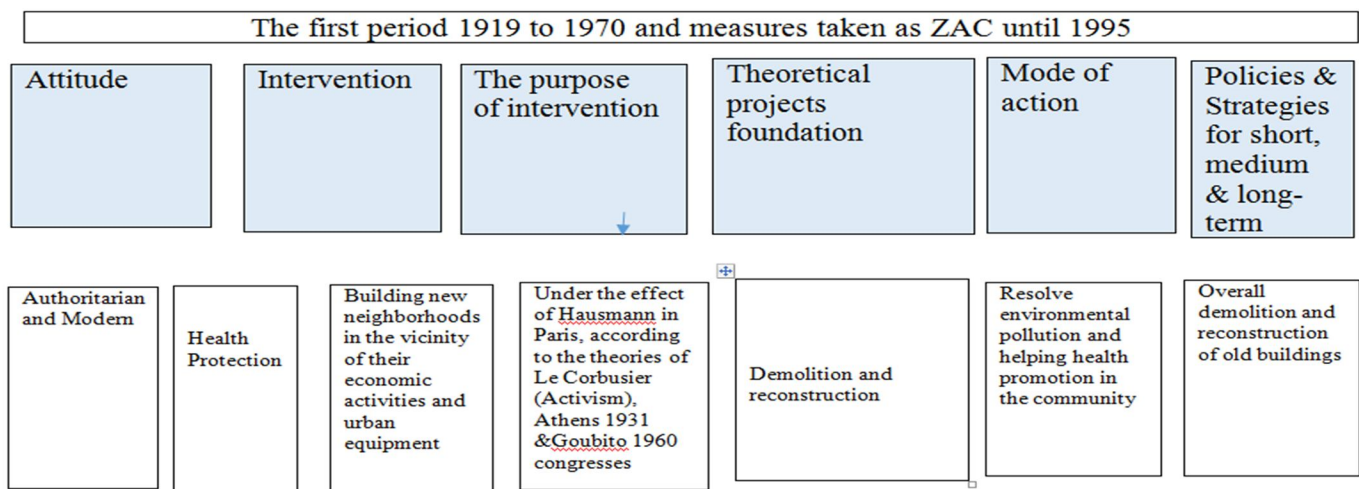 The first period 1919 to 1970 and measures taken as ZAC until 1995
Attitude
Intervention
The purpose
of intervention
Theoretical
projects
foundation
Mode of
action
Policies &
Strategies
for short,
medium
& long-
term
Authoritarian
and Modern
Health
Protection
Building new
neighborhoods
in the vicinity
of their
economic
activities and
urban
equipment
Under the effect
of Hausmann in
Paris, according
to the theories of
Le Corbusier
(Activism),
Athens 1931
&Goubito 1960
congresses
Demolition and
reconstruction
Resolve
environmental
pollution and
helping health
promotion in
the community
Overall
demolition and
reconstruction
of old buildings